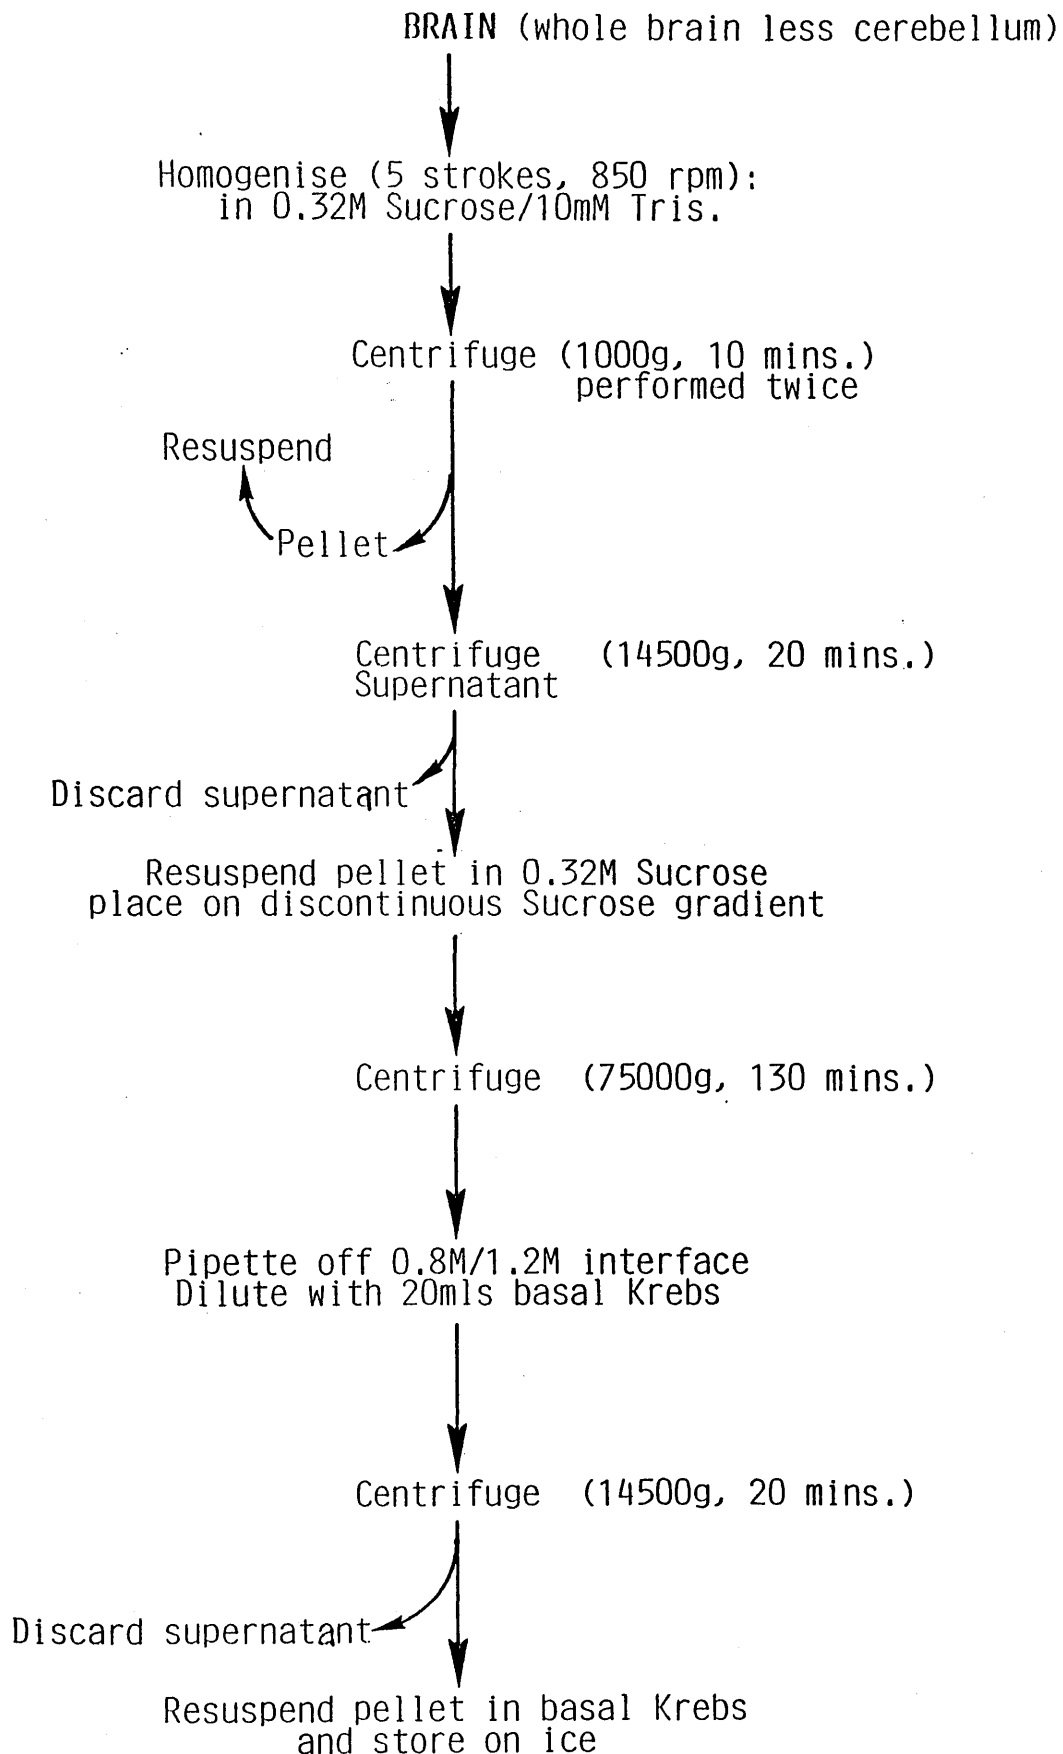 BRAIN (whole brain less cerebellum)
Homogenise (5 strokes, 850 rpm):
in 0.32M Sucrose/10mM Tris.
Centrifuge (1000g, 10 mins.)
performed twice
Resuspend
Pellet
Centrifuge (14500g, 20 mins.)
Supernatant
Discard supernatant
Resuspend pellet in 0.32M Sucrose
place on discontinuous Sucrose gradient
Centrifuge (75000g, 130 mins.)
Pipette off 0.8M/1.2M interface
Dilute with 20mls basal Krebs
Centrifuge (14500g, 20 mins.)
Discard supernatant
Resuspend pellet in basal Krebs
and store on ice